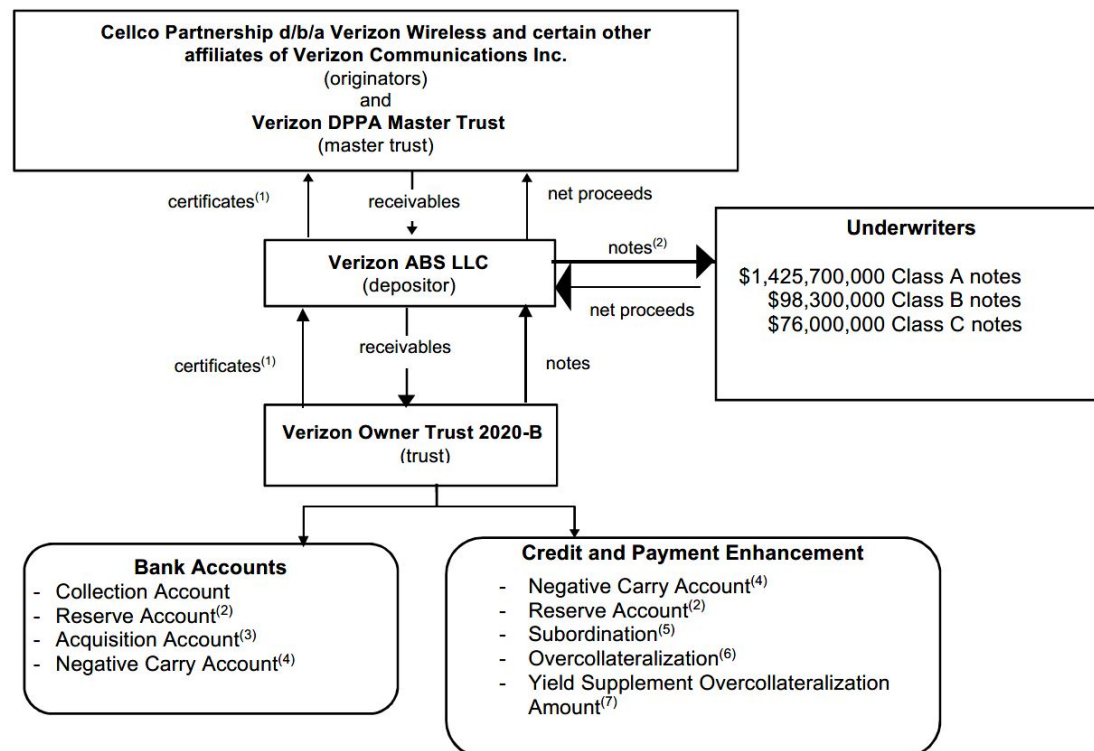 Cellco Partnership d/b/a Verizon Wireless and certain other
affiliates of Verizon Communications Inc.
(originators)
and
Verizon DPPA Master Trust
(master trust)
certificates(1)
receivables
net proceeds
Verizon ABS LLC
(depositor)
notes(2)
net proceeds
Underwriters
$1,425,700,000 Class A notes
$98,300,000 Class B notes
$76,000,000 Class C notes
certificates(1)
receivables
notes
Verizon Owner Trust 2020-B
(trust)
Bank Accounts
- Collection Account
- Reserve Account(2)
- Acquisition Account(3)
- Negative Carry Account(4)
Credit and Payment Enhancement
- Negative Carry Account(4)
- Reserve Account(2)
- Subordination(5)
- Overcollateralization(6)
- Yield Supplement Overcollateralization
Amount(7)